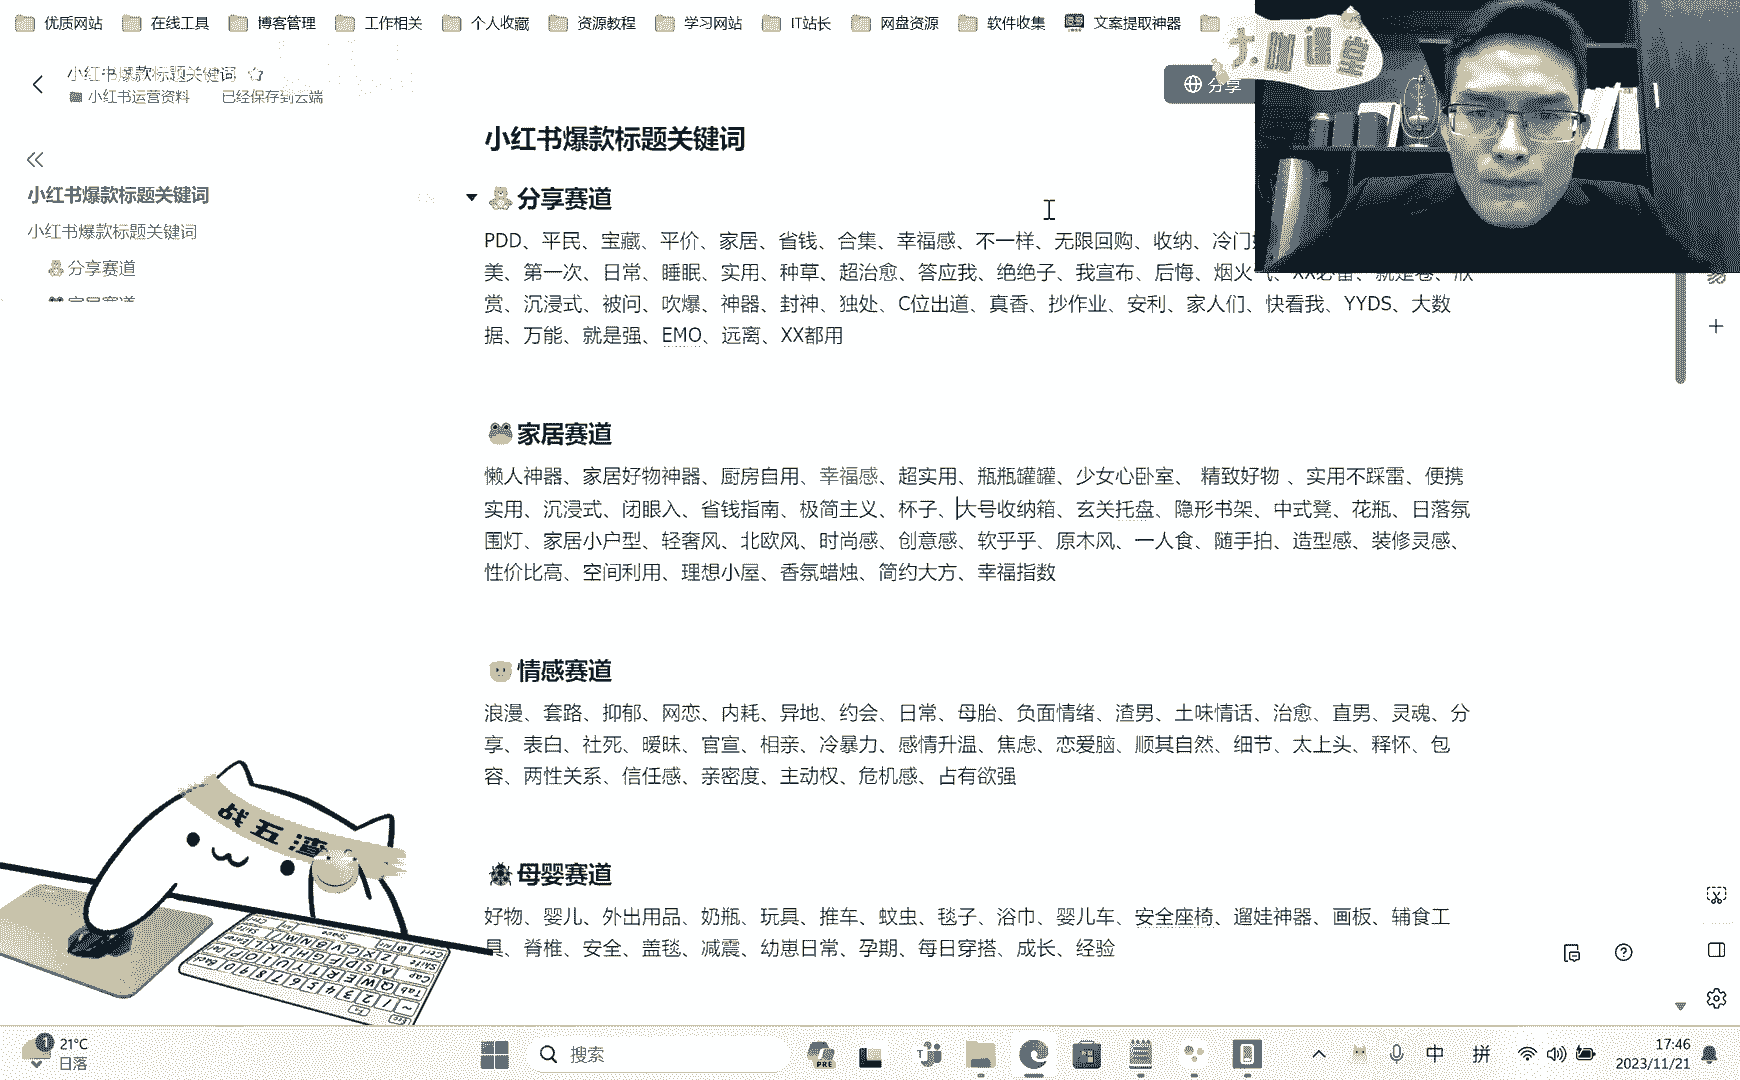 优质网站 在线工具 博客管理 工作相关 个人收藏 资源教程 学习网站 IT站长 网盘资源 软件收集 文案提取神器
大咖课堂
小红书爆款标题关键词
小红书运营资料 已经保存到云端
分享
小红书爆款标题关键词
小红书爆款标题关键词
小红书爆款标题关键词
分享赛道
家居赛道
分享赛道
PDD、平民、宝藏、平价、家居、省钱、合集、幸福感、不一样、无限回购、收纳、冷门
美、第一次、日常、睡眠、实用、种草、超治愈、答应我、绝绝子、我宣布、后悔、烟火气、XX必备、就是卷、欣
赏、沉浸式、被问、吹爆、神器、封神、独处、C位出道、真香、抄作业、安利、家人们、快看我、YYDS、大数
据、万能、就是强、EMO、远离、XX都用
家居赛道
懒人神器、家居好物神器、厨房自用、幸福感、超实用、瓶瓶罐罐、少女心卧室、 精致好物 、实用不踩雷、便携
实用、沉浸式、闭眼入、省钱指南、极简主义、杯子、大号收纳箱、玄关托盘、隐形书架、中式凳、花瓶、日落氛
围灯、家居小户型、轻奢风、北欧风、时尚感、创意感、软乎乎、原木风、一人食、随手拍、造型感、装修灵感、
性价比高、空间利用、理想小屋、香氛蜡烛、简约大方、幸福指数
情感赛道
浪漫、套路、抑郁、网恋、内耗、异地、约会、日常、母胎、负面情绪、渣男、土味情话、治愈、直男、灵魂、分
享、表白、社死、暧昧、官宣、相亲、冷暴力、感情升温、焦虑、恋爱脑、顺其自然、细节、太上头、释怀、包
容、两性关系、信任感、亲密度、主动权、危机感、占有欲强
母婴赛道
好物、婴儿、外出用品、奶瓶、玩具、推车、蚊虫、毯子、浴巾、婴儿车、安全座椅、遛娃神器、画板、辅食工
具、脊椎、安全、盖毯、减震、幼崽日常、孕期、每日穿搭、成长、经验
战五渣
1
21°C
日落
搜索
PRE
中 拼
17:46
2023/11/21